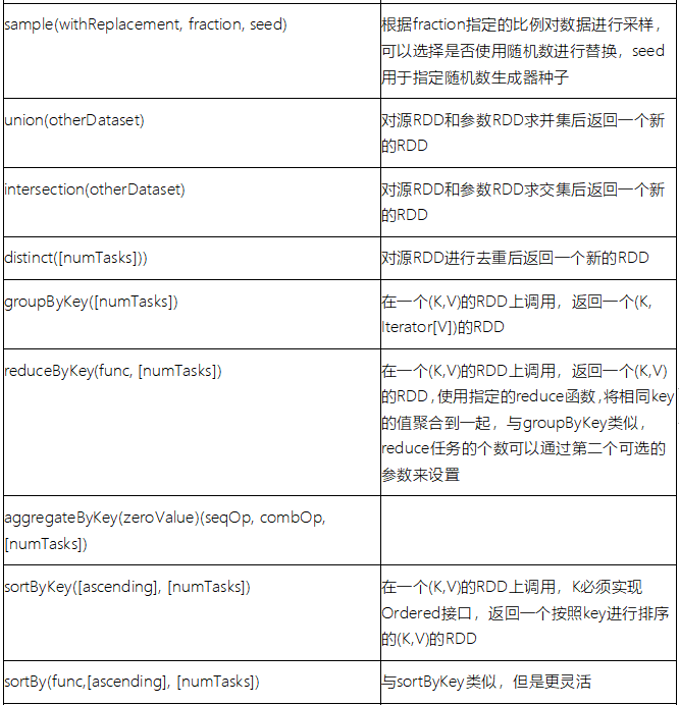 sample(withReplacement, fraction, seed)
根据fraction指定的比例对数据进行采样，
可以选择是否使用随机数进行替换，seed
用于指定随机数生成器种子
union(otherDataset)
对源RDD和参数RDD求并集后返回一个新
的RDD
intersection(otherDataset)
对源RDD和参数RDD求交集后返回一个新
的RDD
distinct([numTasks]))
对源RDD进行去重后返回一个新的RDD
groupByKey([numTasks])
在一个(K,V)的RDD上调用，返回一个(K,
Iterator[V])的RDD
reduceByKey(func, [numTasks])
在一个(K,V)的RDD上调用，返回一个(K,V)
的RDD，使用指定的reduce函数，将相同key
的值聚合到一起，与groupByKey类似，
reduce任务的个数可以通过第二个可选的
参数来设置
aggregateByKey(zeroValue)(seqOp, combOp,
[numTasks])
sortByKey([ascending], [numTasks])
在一个(K,V)的RDD上调用，K必须实现
Ordered接口，返回一个按照key进行排序
的(K,V)的RDD
sortBy(func,[ascending], [numTasks])
与sortByKey类似，但是更灵活